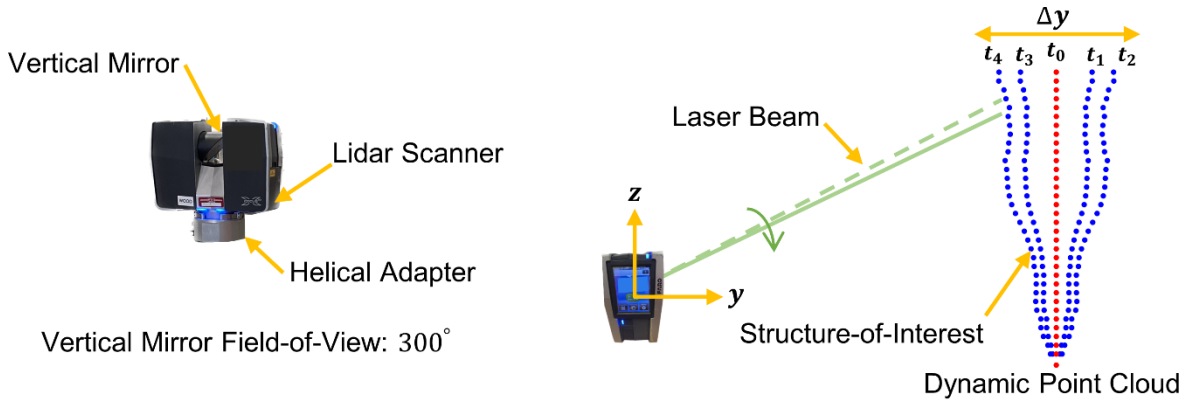 Vertical Mirror
Lidar Scanner
Helical Adapter
Vertical Mirror Field-of-View: 300°
Δy
t₄ t₃ t₀ t₁ t₂
Laser Beam
z
y
Structure-of-Interest
Dynamic Point Cloud